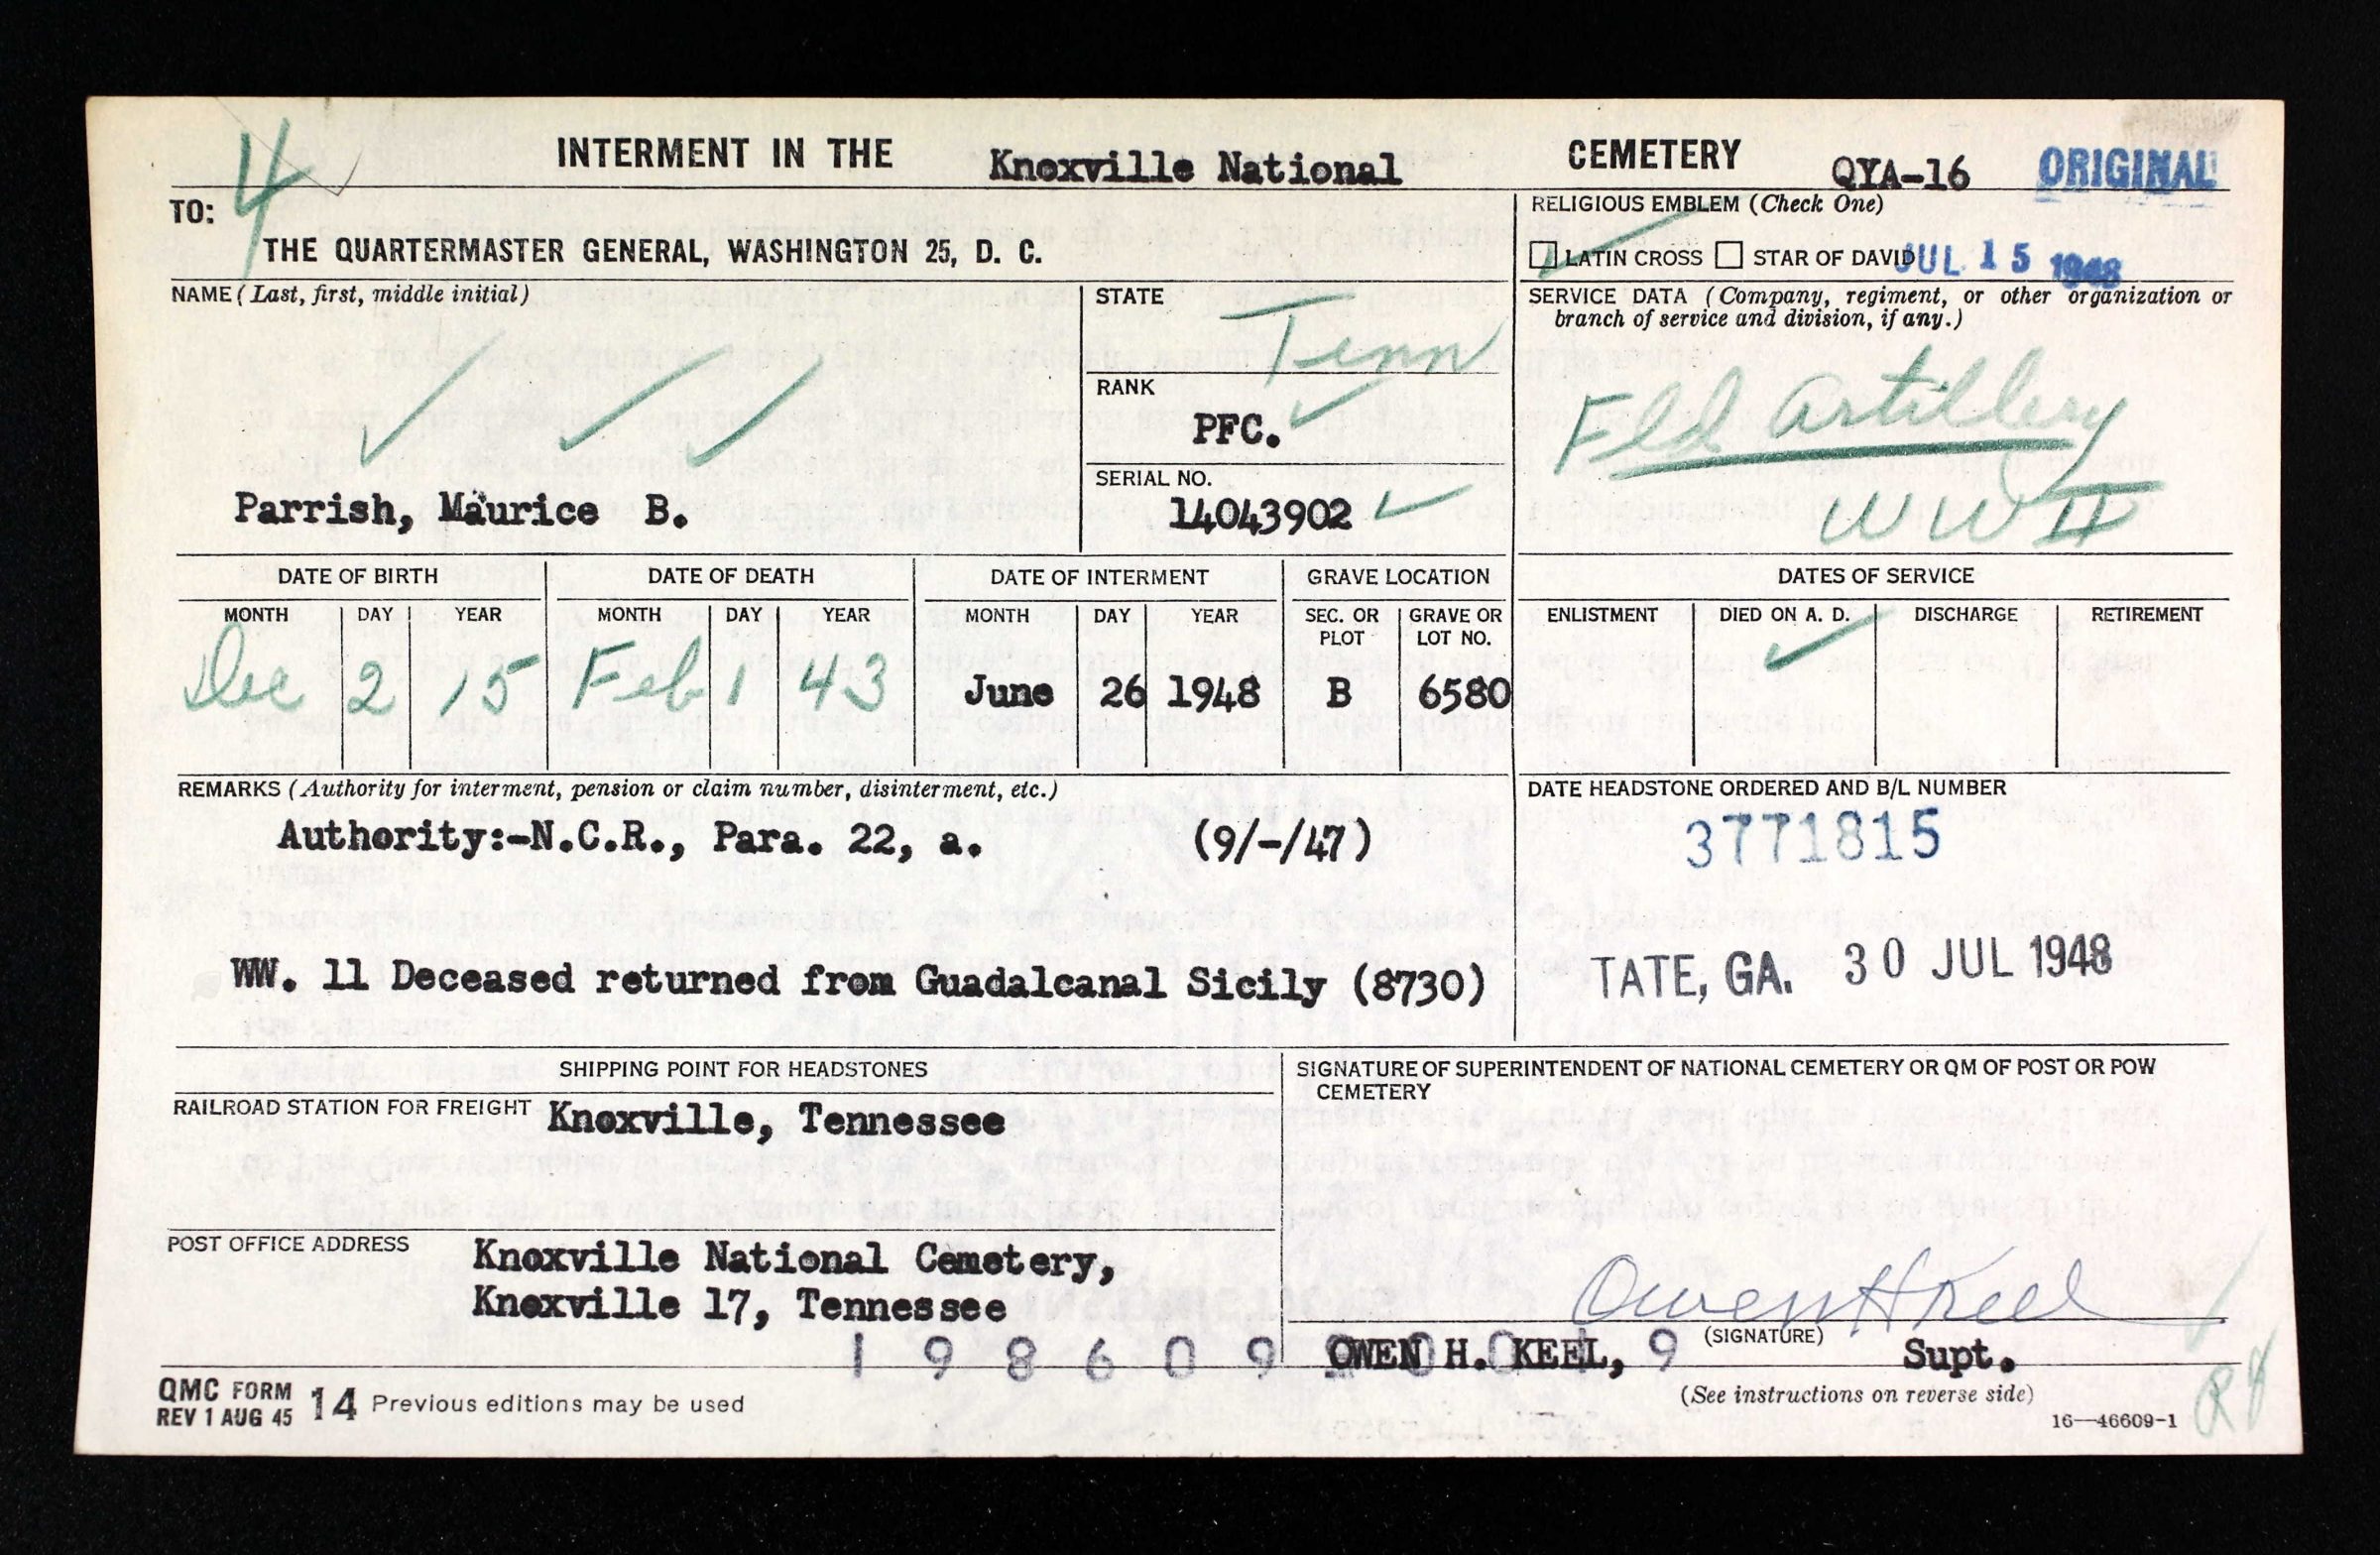 4
INTERMENT IN THE Knoxville National CEMETERY QYA-16 ORIGINAL
TO:
THE QUARTERMASTER GENERAL, WASHINGTON 25, D. C.
RELIGIOUS EMBLEM (Check One)
LATIN CROSS STAR OF DAVID JUL 15 1948
NAME (Last, first, middle initial)
Parrish, Maurice B.
STATE
Tenn
RANK
PFC.
SERIAL NO.
14043902
SERVICE DATA (Company, regiment, or other organization or
branch of service and division, if any.)
Fld Artillery
WW II
DATE OF BIRTH DATE OF DEATH DATE OF INTERMENT GRAVE LOCATION DATES OF SERVICE
MONTH DAY YEAR MONTH DAY YEAR MONTH DAY YEAR SEC. OR PLOT GRAVE OR LOT NO. ENLISTMENT DIED ON A. D. DISCHARGE RETIREMENT
Dec 2 15 Feb 1 43 June 26 1948 B 6580
REMARKS (Authority for interment, pension or claim number, disinterment, etc.)
Authority:-N.C.R., Para. 22, a. (9/-/47)
WW. 11 Deceased returned from Guadalcanal Sicily (8730)
DATE HEADSTONE ORDERED AND B/L NUMBER
3771815
TATE, GA. 30 JUL 1948
SHIPPING POINT FOR HEADSTONES
RAILROAD STATION FOR FREIGHT Knoxville, Tennessee
POST OFFICE ADDRESS Knoxville National Cemetery,
Knoxville 17, Tennessee
SIGNATURE OF SUPERINTENDENT OF NATIONAL CEMETERY OR QM OF POST OR POW
CEMETERY
Owen H Keel
(SIGNATURE)
198609
OWEN H. KEEL, 9 Supt.
(See instructions on reverse side)
QMC FORM 14 Previous editions may be used
REV 1 AUG 45
16—46609-1